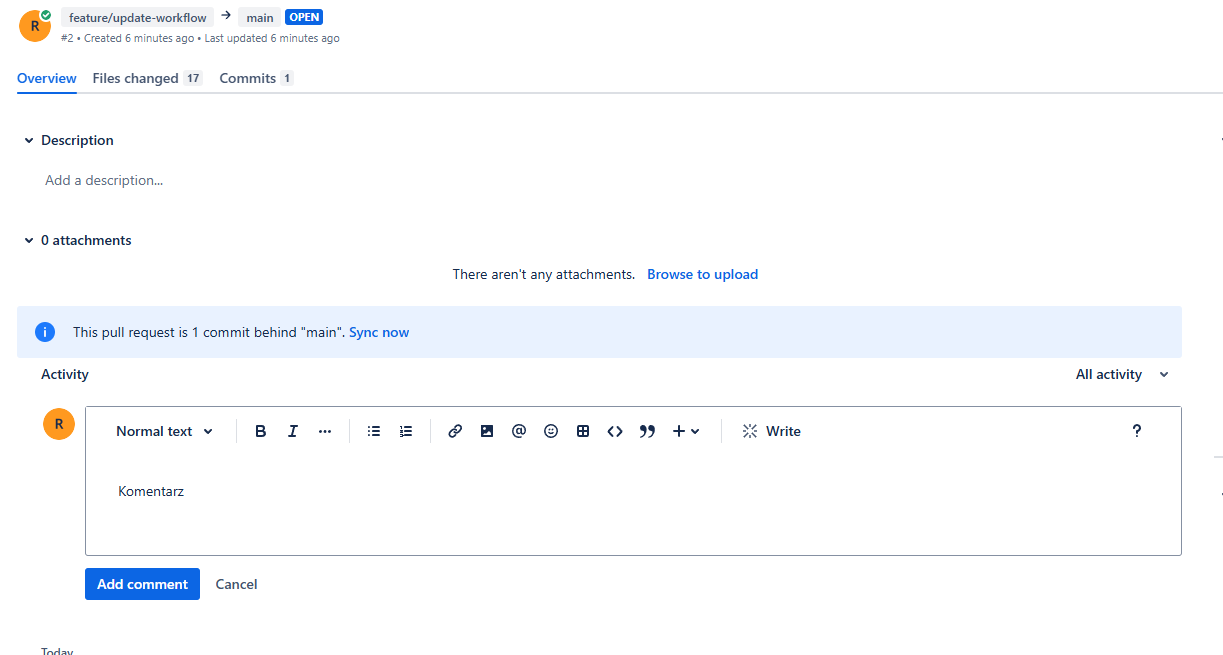 R feature/update-workflow → main OPEN
#2 • Created 6 minutes ago • Last updated 6 minutes ago
Overview Files changed 17 Commits 1
Description
Add a description...
0 attachments
There aren't any attachments. Browse to upload
This pull request is 1 commit behind "main". Sync now
Activity All activity
R Normal text B I ... @ <> + Write ?
Komentarz
Add comment Cancel
Today